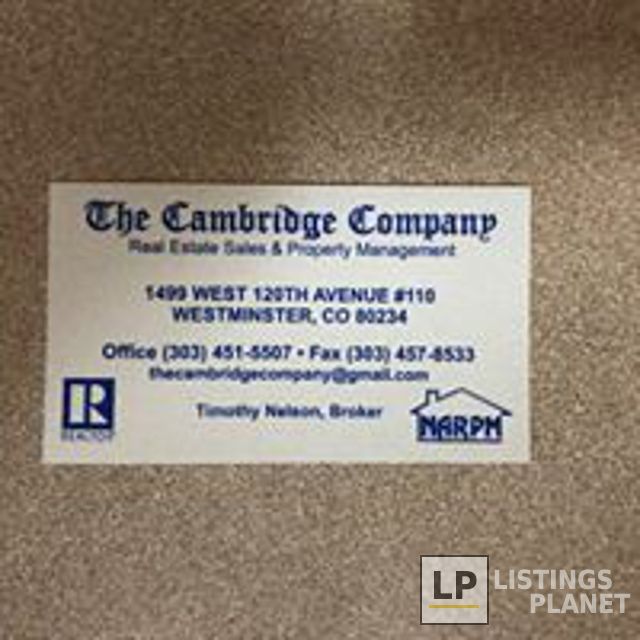 The Cambridge Company
Real Estate Sales & Property Management
1499 WEST 120TH AVENUE #110
WESTMINSTER, CO 80234
Office (303) 451-5507 • Fax (303) 457-8533
thecambridgecompany@gmail.com
Timothy Nelson, Broker
R
REALTOR
NARPM
LP LISTINGS
PLANET